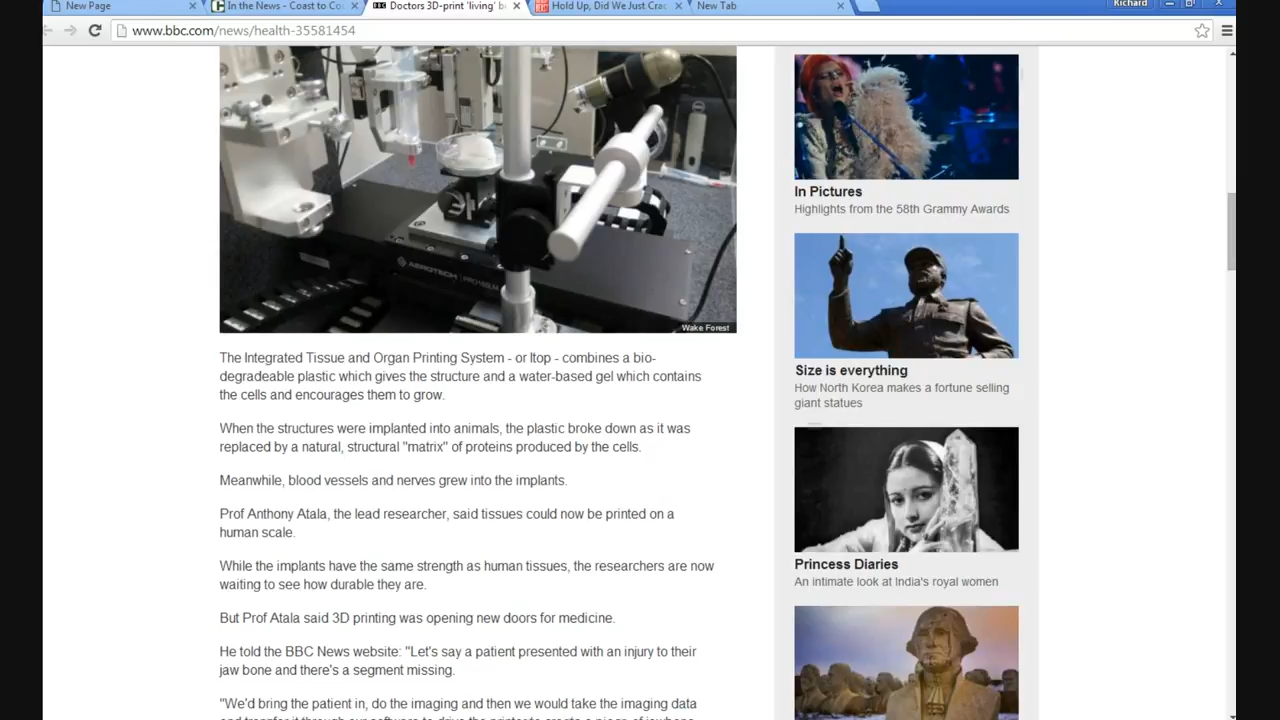 New Page
In the News - Coast to Co
Doctors 3D-print 'living' b
Hold Up, Did We Just Crac
New Tab
Richard
www.bbc.com/news/health-35581454
AEROTECH
Wake Forest
The Integrated Tissue and Organ Printing System - or Itop - combines a bio-
degradeable plastic which gives the structure and a water-based gel which contains
the cells and encourages them to grow.
When the structures were implanted into animals, the plastic broke down as it was
replaced by a natural, structural "matrix" of proteins produced by the cells.
Meanwhile, blood vessels and nerves grew into the implants.
Prof Anthony Atala, the lead researcher, said tissues could now be printed on a
human scale.
While the implants have the same strength as human tissues, the researchers are now
waiting to see how durable they are.
But Prof Atala said 3D printing was opening new doors for medicine.
He told the BBC News website: "Let's say a patient presented with an injury to their
jaw bone and there's a segment missing.
"We'd bring the patient in, do the imaging and then we would take the imaging data
In Pictures
Highlights from the 58th Grammy Awards
Size is everything
How North Korea makes a fortune selling
giant statues
Princess Diaries
An intimate look at India's royal women